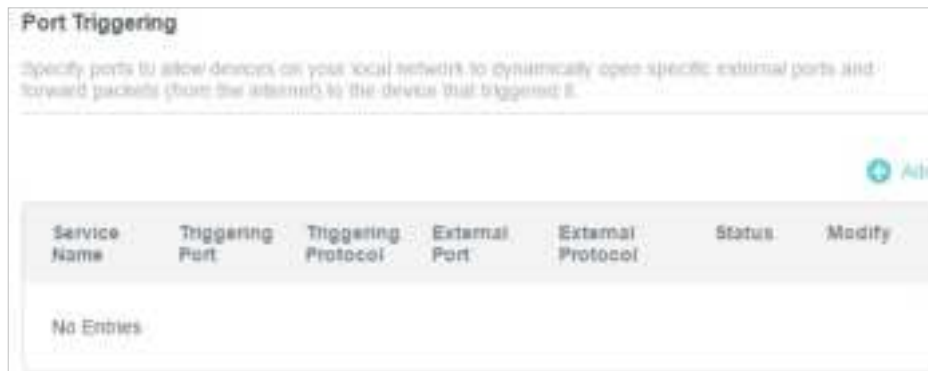 Port Triggering
Specify ports to allow devices on your local network to dynamically open specific external ports and
forward packets (from the internet) to the device that triggered it.
Add
Service Name
Triggering Port
Triggering Protocol
External Port
External Protocol
Status
Modify
No Entries